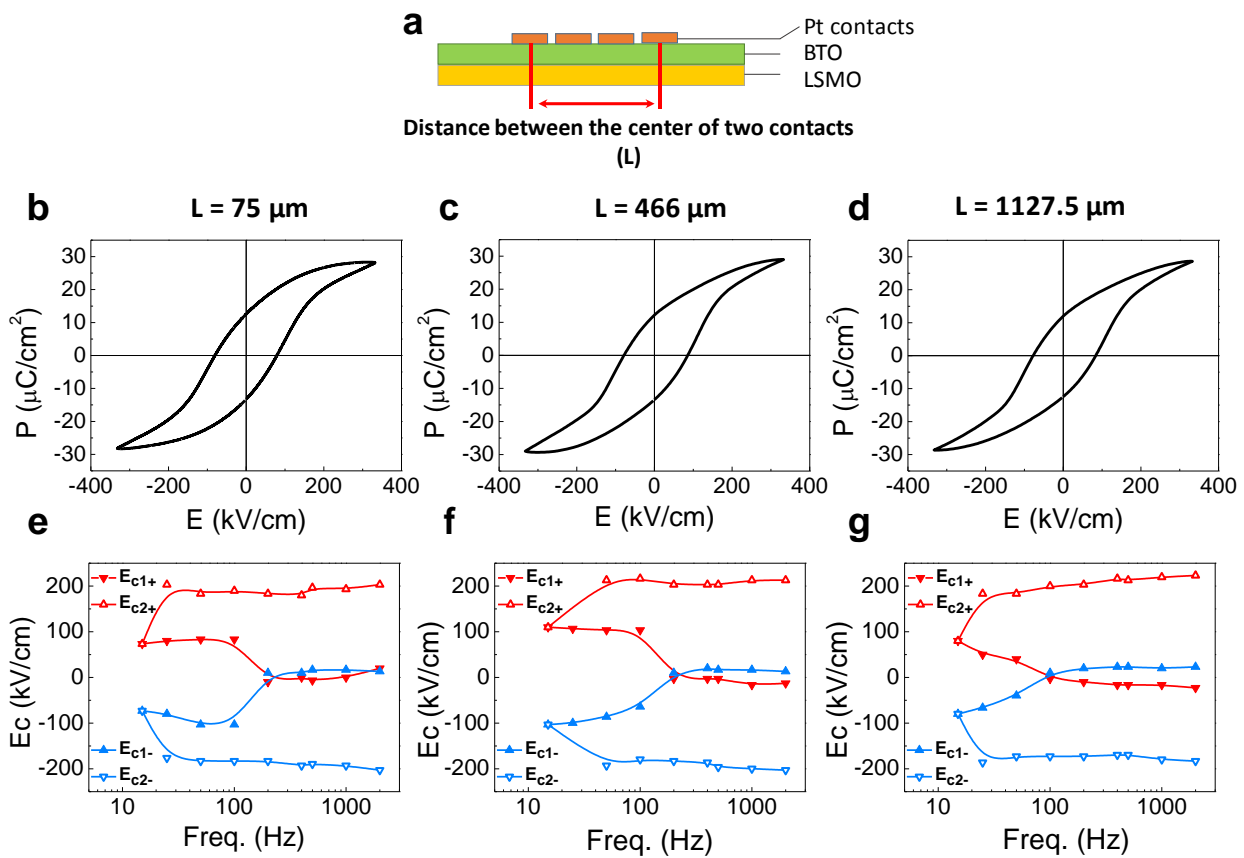 a
Pt contacts
BTO
LSMO
Distance between the center of two contacts
(L)
b
L = 75 µm
c
L = 466 µm
d
L = 1127.5 µm
P (µC/cm²)
30
20
10
0
-10
-20
-30
-400 -200 0 200 400
E (kV/cm)
P (µC/cm²)
30
20
10
0
-10
-20
-30
-400 -200 0 200 400
E (kV/cm)
P (µC/cm²)
30
20
10
0
-10
-20
-30
-400 -200 0 200 400
E (kV/cm)
e
Ec (kV/cm)
200
100
0
-100
-200
Ec1+
Ec2+
Ec1-
Ec2-
10 100 1000
Freq. (Hz)
f
Ec (kV/cm)
200
100
0
-100
-200
Ec1+
Ec2+
Ec1-
Ec2-
10 100 1000
Freq. (Hz)
g
Ec (kV/cm)
200
100
0
-100
-200
Ec1+
Ec2+
Ec1-
Ec2-
10 100 1000
Freq. (Hz)